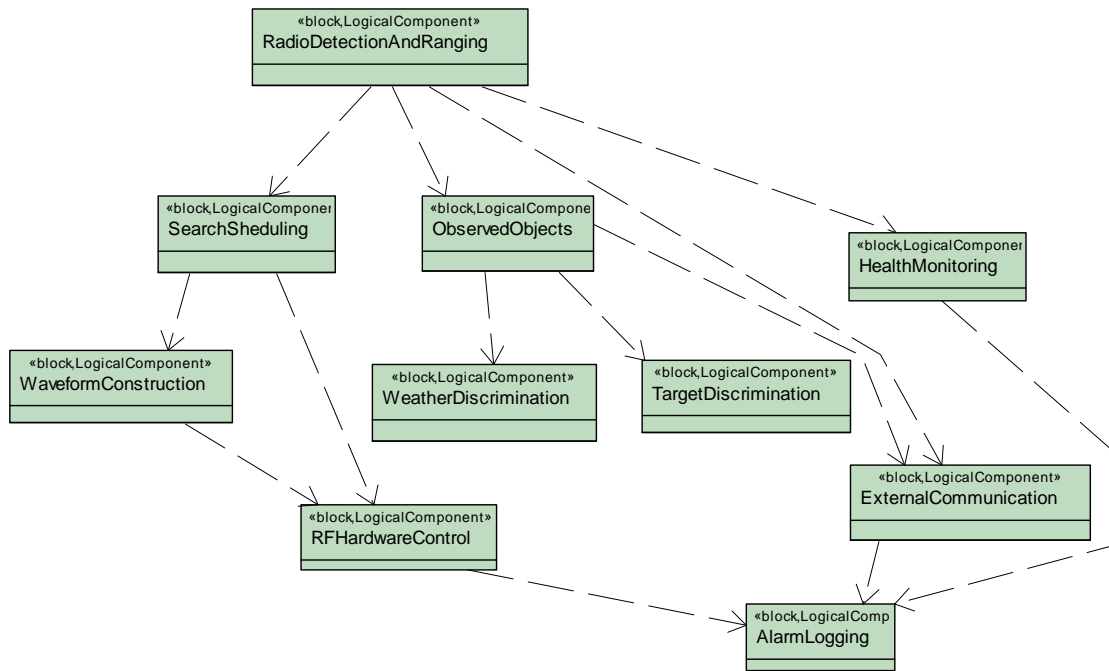 «block,LogicalComponent»
RadioDetectionAndRanging
«block,LogicalComponen
SearchSheduling
«block,LogicalCompone
ObservedObjects
«block,LogicalComponer
HealthMonitoring
«block,LogicalComponent»
WaveformConstruction
«block,LogicalComponent»
WeatherDiscrimination
«block,LogicalComponent»
TargetDiscrimination
«block,LogicalComponent»
ExternalCommunication
«block,LogicalComponent»
RFHardwareControl
«block,LogicalComp
AlarmLogging